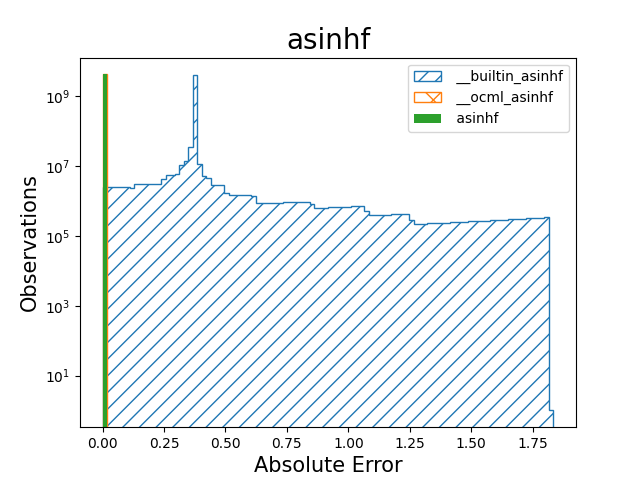 asinhf
__builtin_asinhf
__ocml_asinhf
asinhf
Observations
10^9
10^7
10^5
10^3
10^1
0.00 0.25 0.50 0.75 1.00 1.25 1.50 1.75
Absolute Error